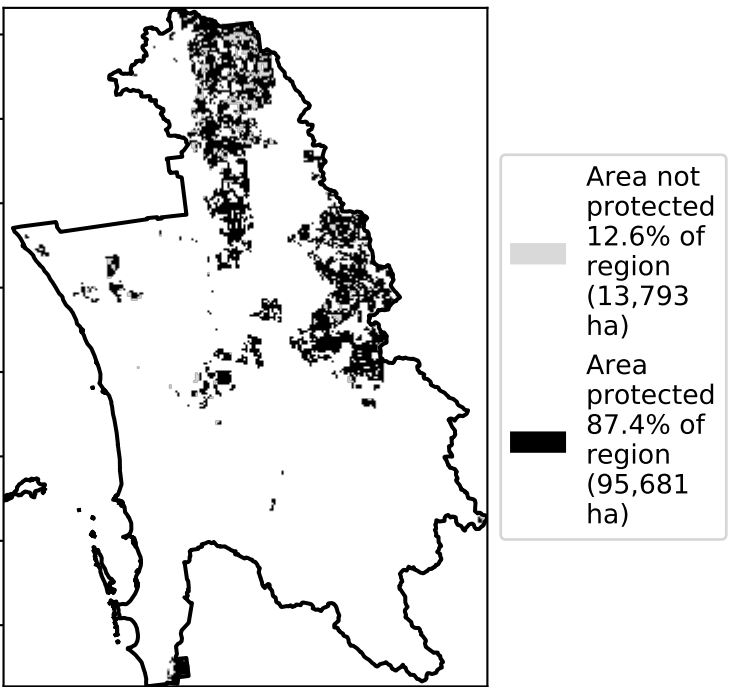 Area not
protected
12.6% of
region
(13,793
ha)
Area
protected
87.4% of
region
(95,681
ha)